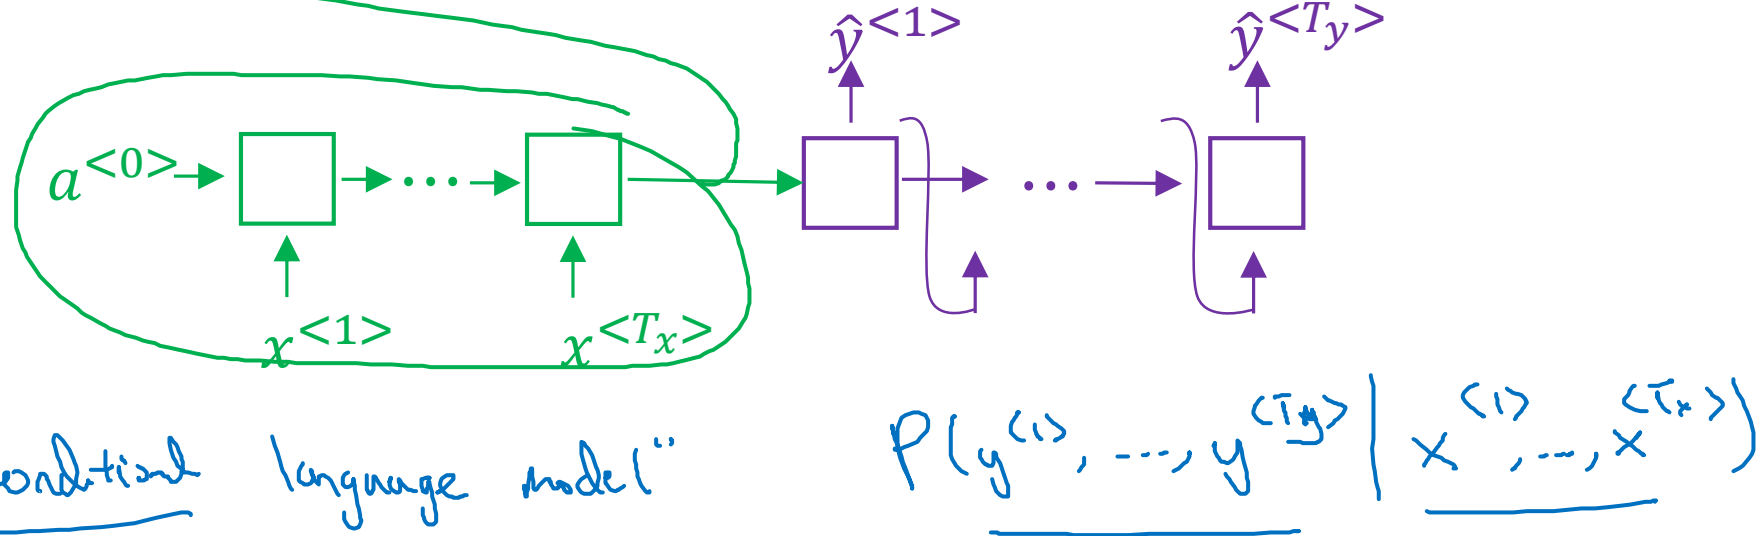 ŷ<1> ŷ<Ty>
a<0> ... ...
x<1> x<Tx>
onditional language model" P(y<1>, ---, y<Ty> | x<1>, ---, x<Tx>)